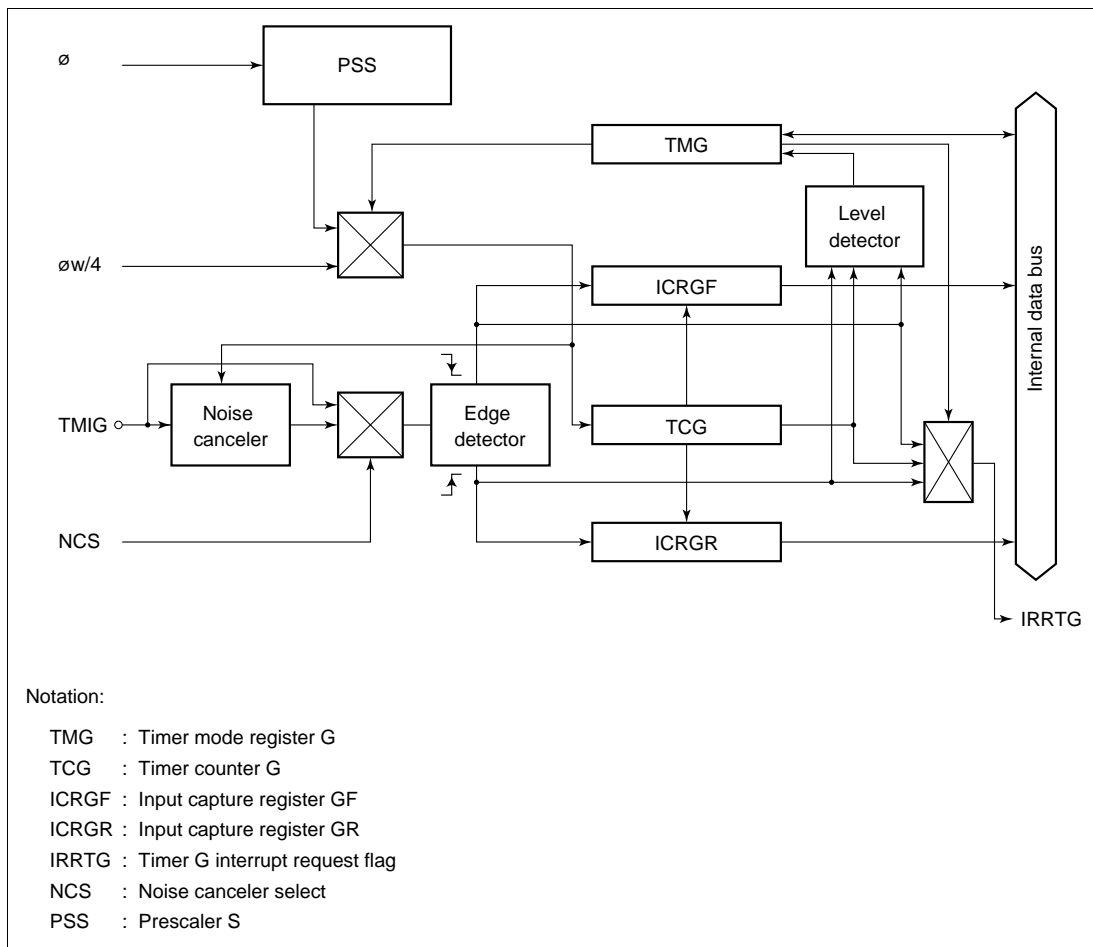 ø
PSS
TMG
Level
detector
øw/4
ICRGF
Internal data bus
TMIG
Noise
canceler
Edge
detector
TCG
NCS
ICRGR
IRRTG
Notation:
TMG : Timer mode register G
TCG : Timer counter G
ICRGF : Input capture register GF
ICRGR : Input capture register GR
IRRTG : Timer G interrupt request flag
NCS : Noise canceler select
PSS : Prescaler S